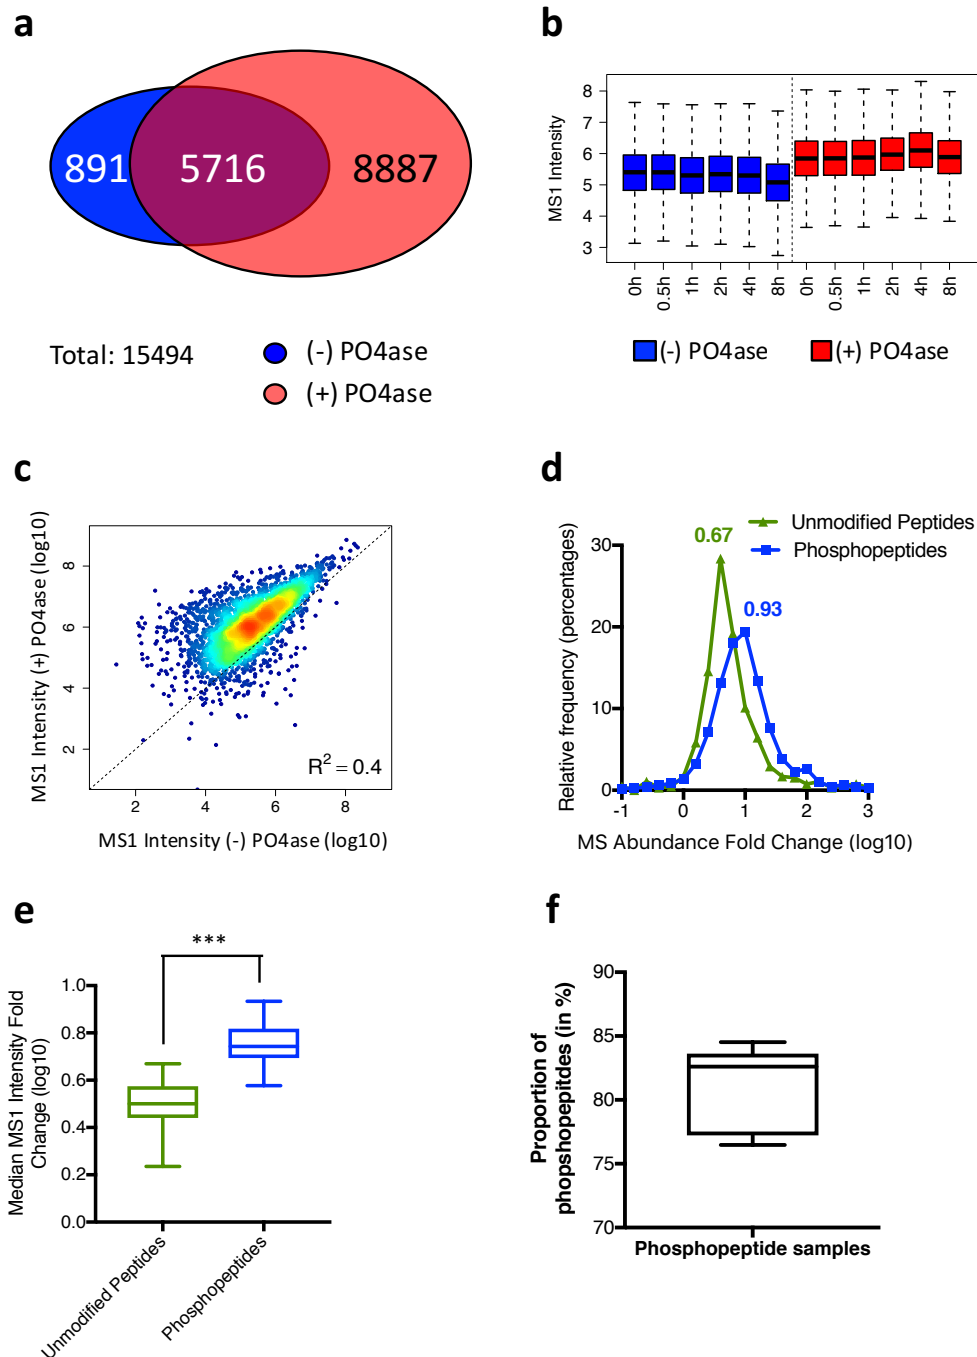 a
891
5716
8887
Total: 15494
(-) PO4ase
(+) PO4ase
b
MS1 Intensity
8
7
6
5
4
3
0h
0.5h
1h
2h
4h
8h
0h
0.5h
1h
2h
4h
8h
(-) PO4ase
(+) PO4ase
c
MS1 Intensity (+) PO4ase (log10)
8
6
4
2
R² = 0.4
2
4
6
8
MS1 Intensity (-) PO4ase (log10)
d
Relative frequency (percentages)
Unmodified Peptides
Phosphopeptides
0.67
0.93
30
20
10
0
-1
0
1
2
3
MS Abundance Fold Change (log10)
e
Median MS1 Intensity Fold
Change (log10)
***
1.0
0.8
0.6
0.4
0.2
0.0
Unmodified Peptides
Phosphopeptides
f
Proportion of
phopshopepitdes (in %)
90
85
80
75
70
Phosphopeptide samples